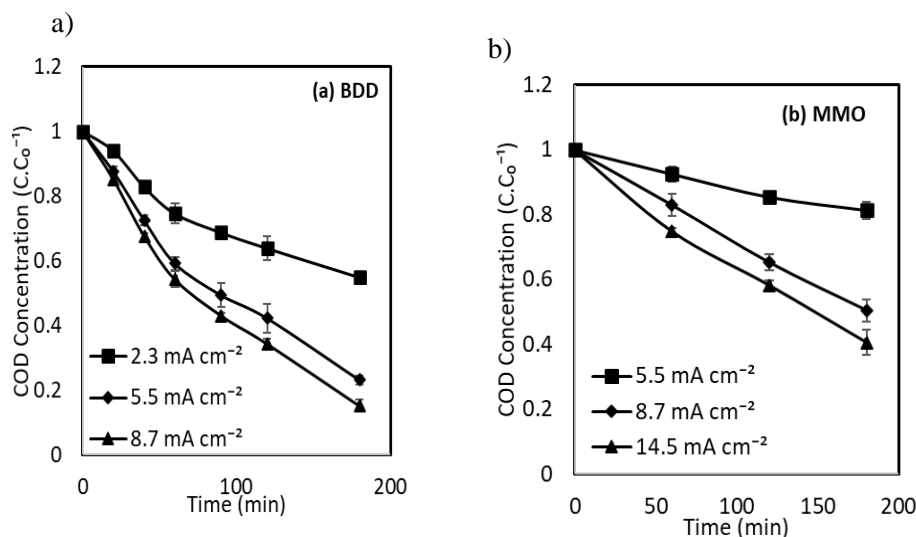 a)
1.2
1
0.8
0.6
0.4
0.2
0
COD Concentration (C.C₀⁻¹)
(a) BDD
2.3 mA cm⁻²
5.5 mA cm⁻²
8.7 mA cm⁻²
0 100 200
Time (min)
b)
1.2
1
0.8
0.6
0.4
0.2
0
COD Concentration (C.C₀⁻¹)
(b) MMO
5.5 mA cm⁻²
8.7 mA cm⁻²
14.5 mA cm⁻²
0 50 100 150 200
Time (min)